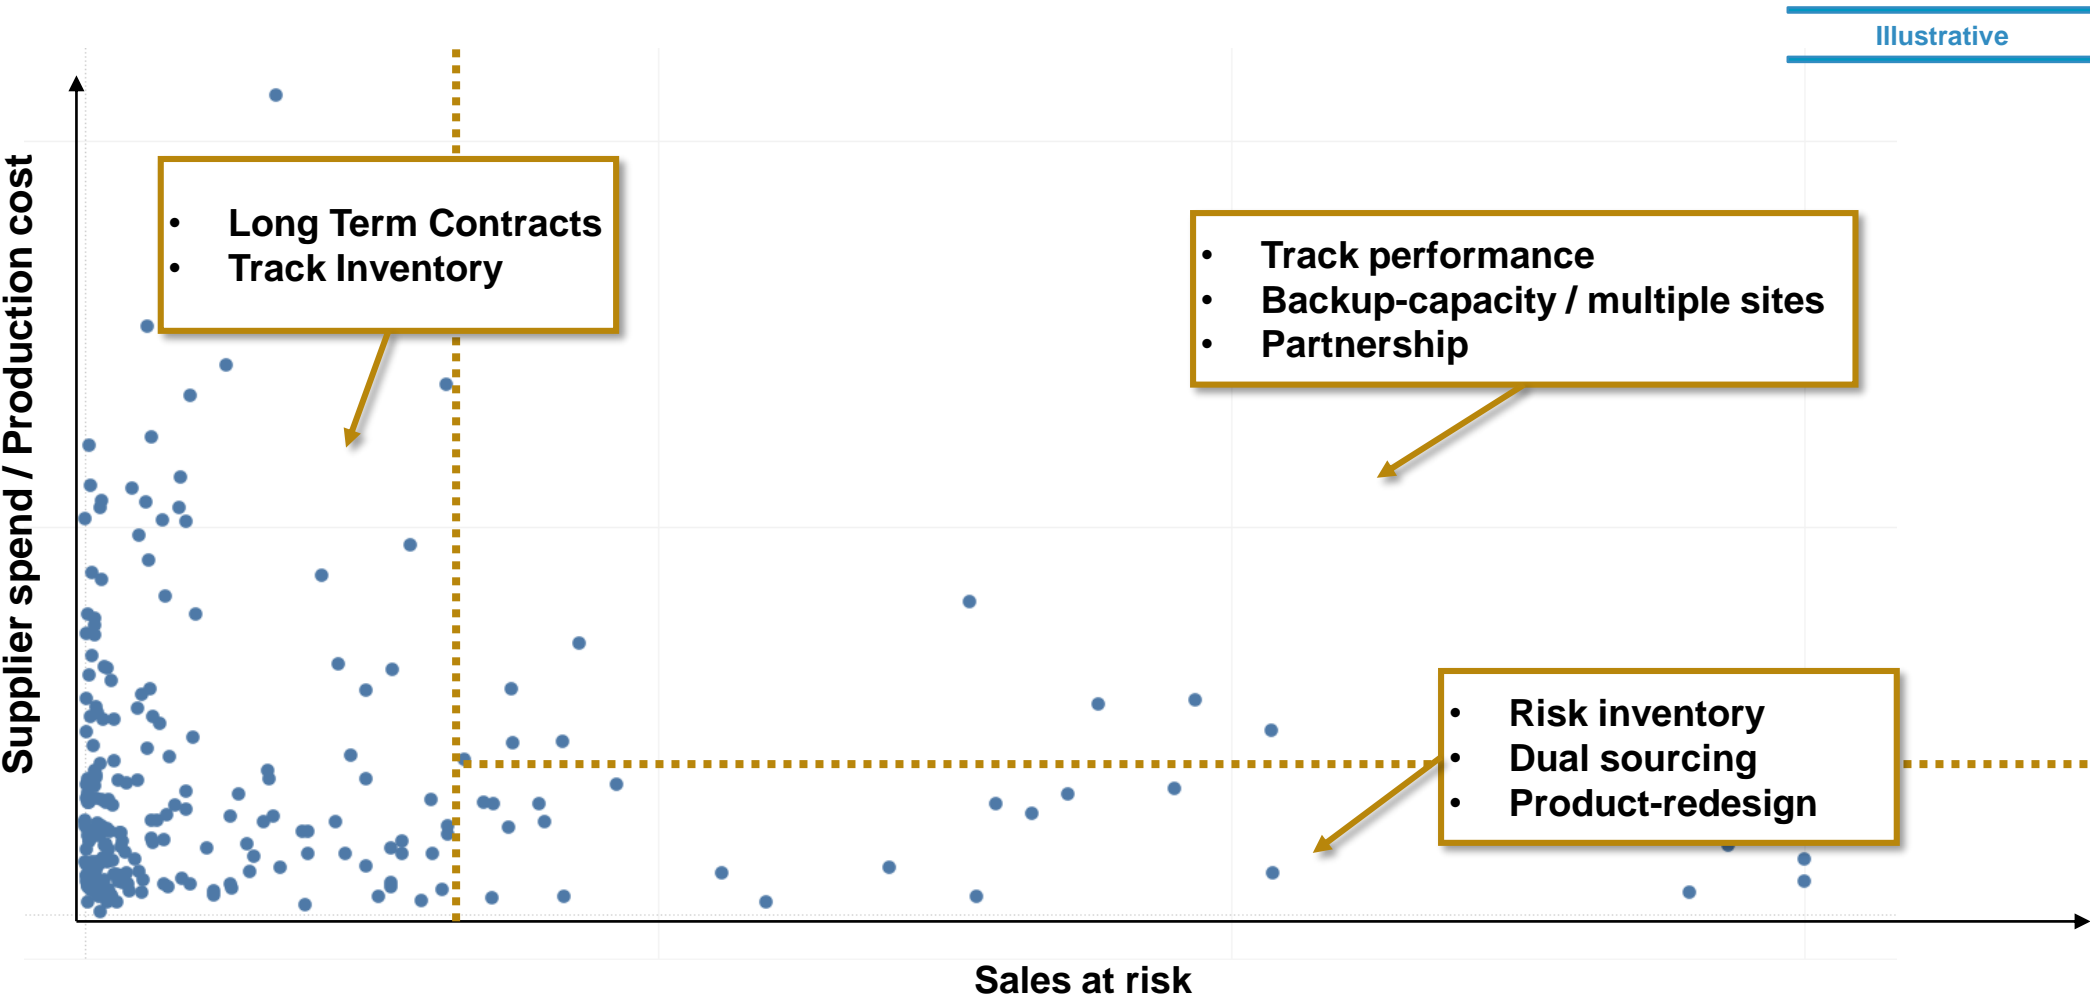 Illustrative
Supplier spend / Production cost
• Long Term Contracts
• Track Inventory
• Track performance
• Backup-capacity / multiple sites
• Partnership
• Risk inventory
• Dual sourcing
• Product-redesign
Sales at risk